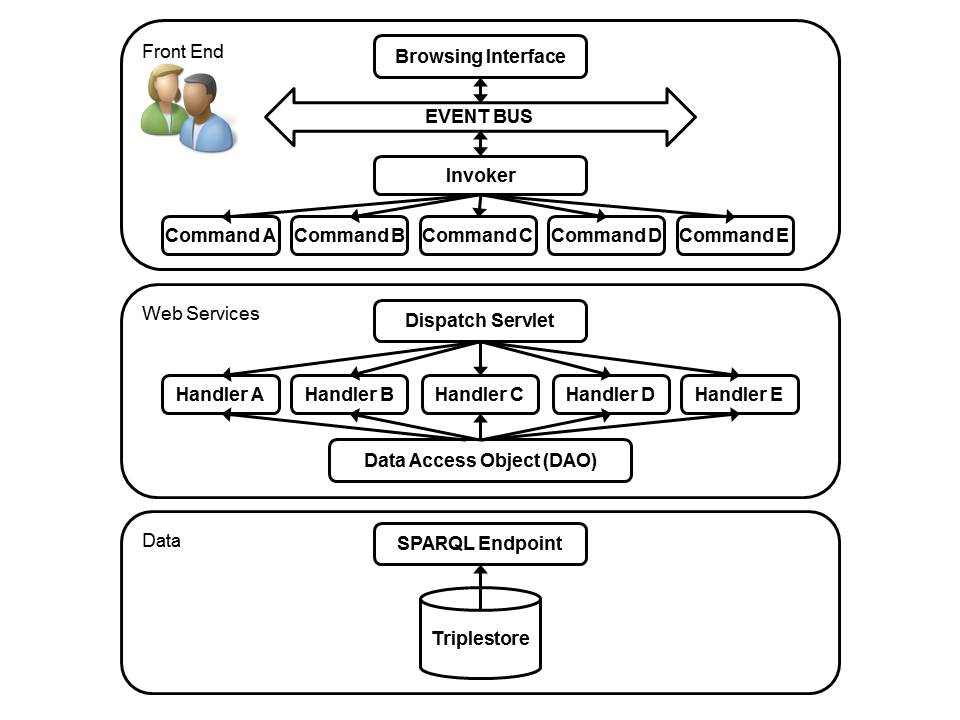 Front End
Browsing Interface
EVENT BUS
Invoker
Command A Command B Command C Command D Command E
Web Services
Dispatch Servlet
Handler A Handler B Handler C Handler D Handler E
Data Access Object (DAO)
Data
SPARQL Endpoint
Triplestore